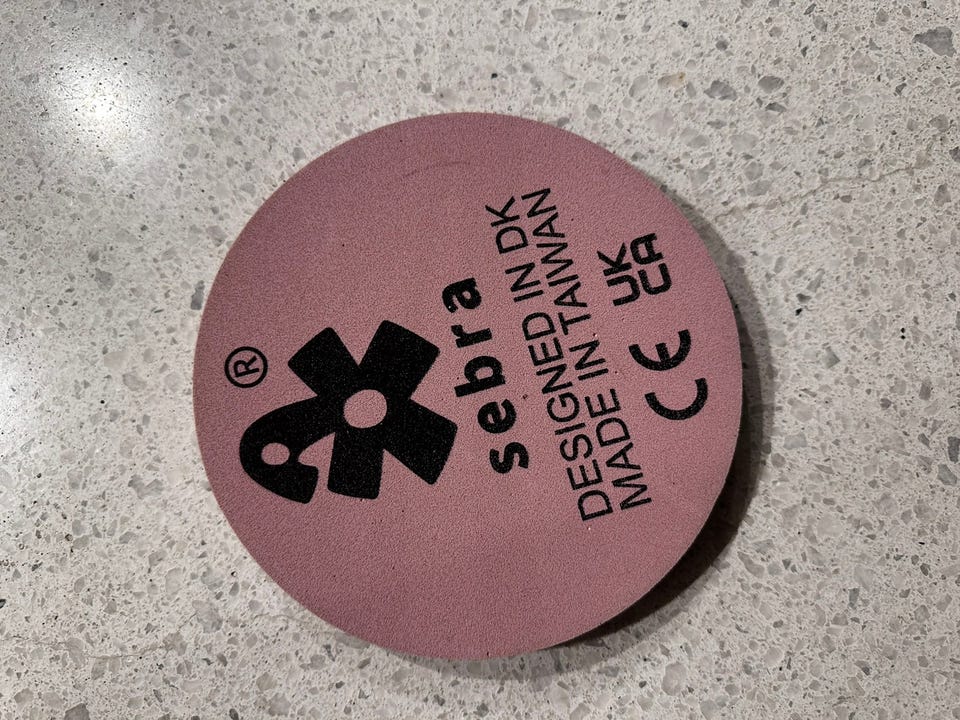 ®
sebra
DESIGNED IN DK
MADE IN TAIWAN
CE UK
CA